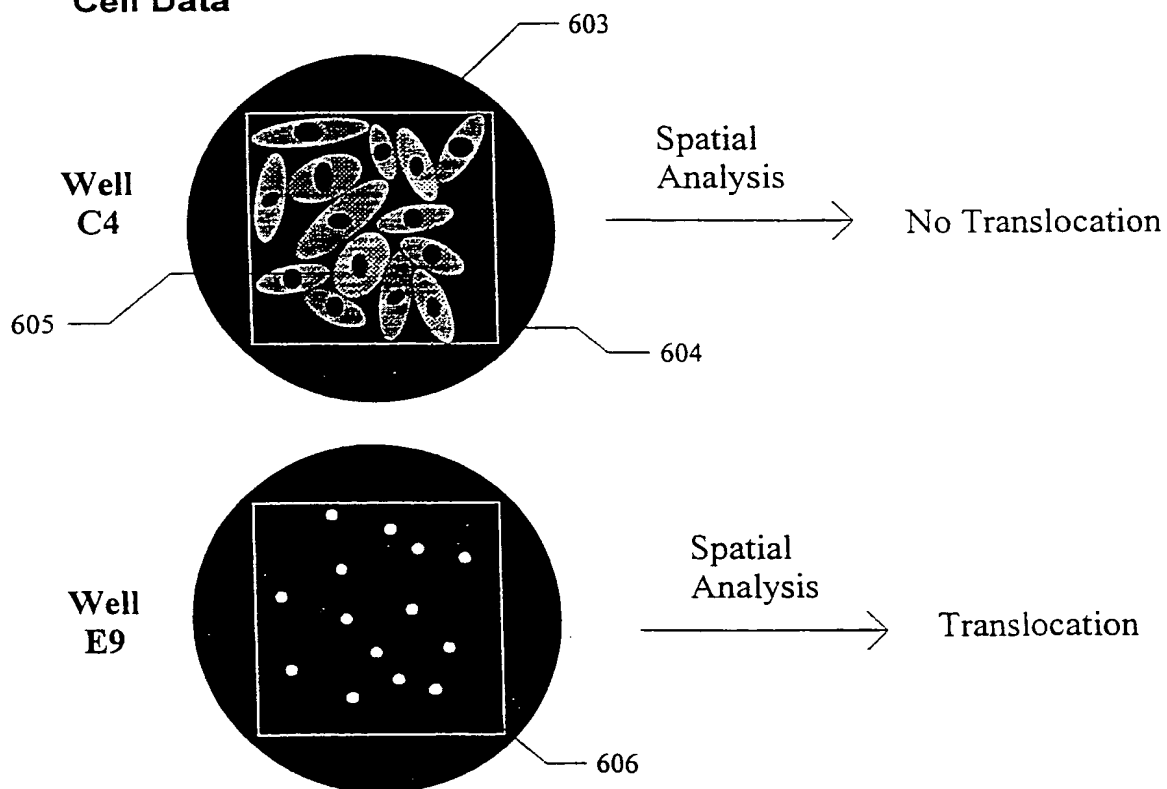 Cell Data
603
Well
C4
Spatial
Analysis
No Translocation
605
604
Well
E9
Spatial
Analysis
Translocation
606